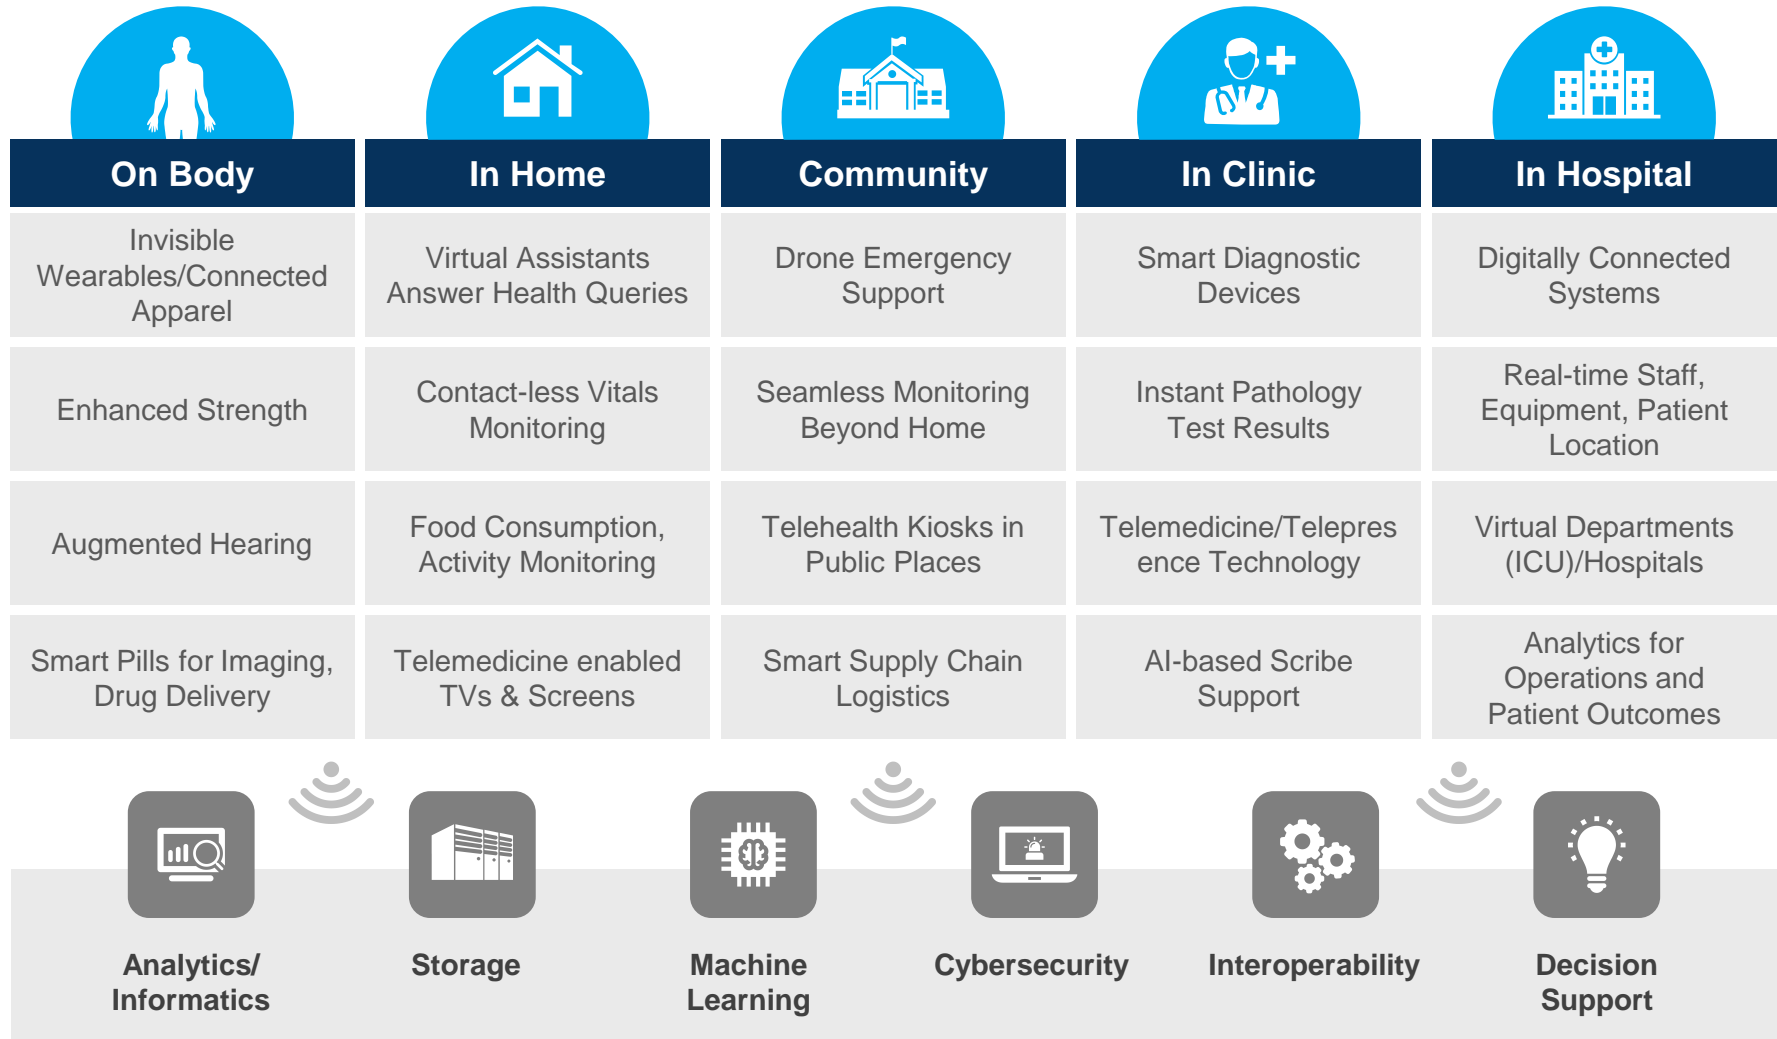 On Body
In Home
Community
In Clinic
In Hospital
Invisible
Wearables/Connected
Apparel
Virtual Assistants
Answer Health Queries
Drone Emergency
Support
Smart Diagnostic
Devices
Digitally Connected
Systems
Enhanced Strength
Contact-less Vitals
Monitoring
Seamless Monitoring
Beyond Home
Instant Pathology
Test Results
Real-time Staff,
Equipment, Patient
Location
Augmented Hearing
Food Consumption,
Activity Monitoring
Telehealth Kiosks in
Public Places
Telemedicine/Telepres
ence Technology
Virtual Departments
(ICU)/Hospitals
Smart Pills for Imaging,
Drug Delivery
Telemedicine enabled
TVs & Screens
Smart Supply Chain
Logistics
AI-based Scribe
Support
Analytics for
Operations and
Patient Outcomes
Analytics/
Informatics
Storage
Machine
Learning
Cybersecurity
Interoperability
Decision
Support